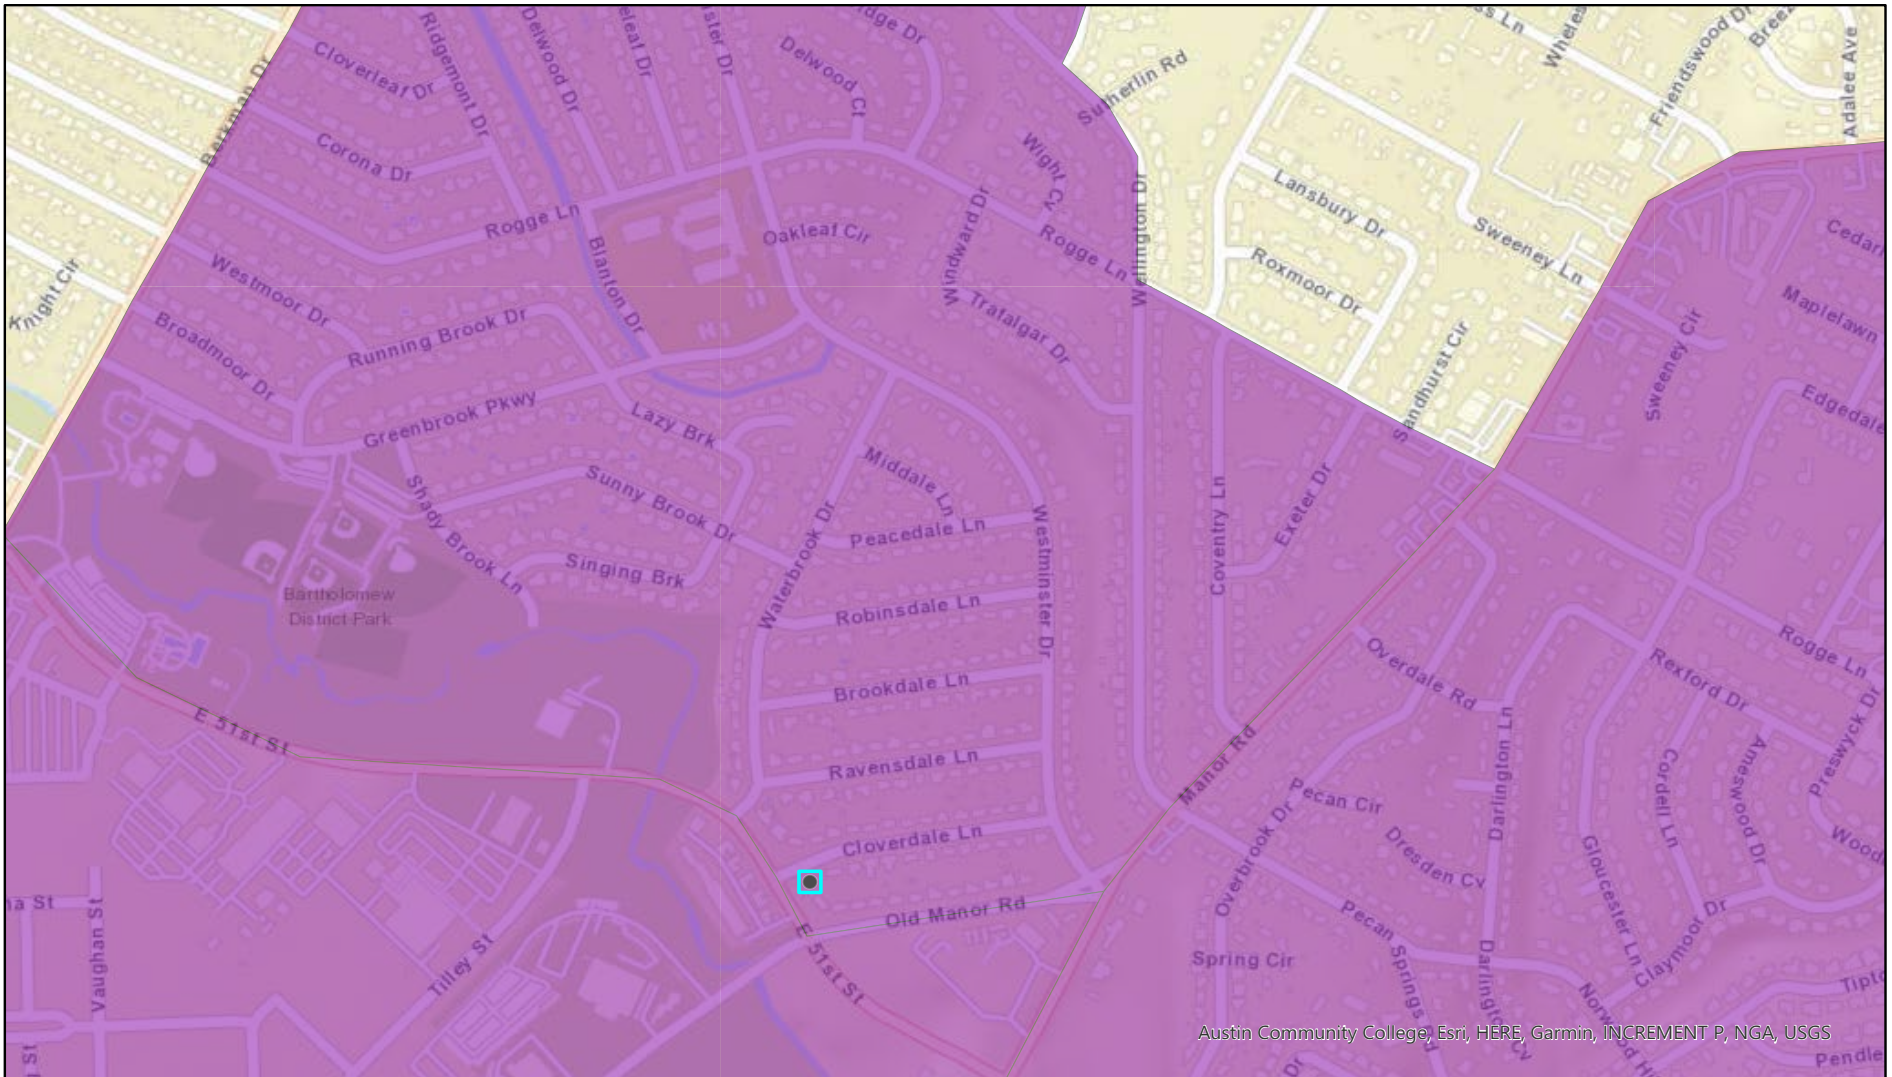 Ridgemont Dr
Delwood Dr
Delwood Ct
Sutherlin Rd
Friendswood Dr
Adalee Ave
Cloverleaf Dr
Berkman Dr
Corona Dr
Wight Cv
Lansbury Dr
Sweeney Ln
Rogge Ln
Oakleaf Cir
Windward Dr
Rogge Ln
Wellington Dr
Roxmoor Dr
Knight Cir
Westmoor Dr
Blanton Dr
Trafalgar Dr
Maplelawn
Broadmoor Dr
Running Brook Dr
Sandhurst Cir
Sweeney Cir
Edgedale
Greenbrook Pkwy
Lazy Brk
Middale Ln
Shady Brook Ln
Sunny Brook Dr
Peacedale Ln
Westminster Dr
Coventry Ln
Exeter Dr
Singing Brk
Waterbrook Dr
Robinsdale Ln
Bartholomew
District Park
Overdale Rd
Rexford Dr
Rogge Ln
Brookdale Ln
E 51st St
Ravensdale Ln
Manor Rd
Pecan Cir
Darlington Ln
Cordell Ln
Arneswood Dr
Preswyck Dr
Cloverdale Ln
Overbrook Dr
Dresden Cv
Gloucester Ln
Old Manor Rd
Pecan Springs Rd
Claymoor Dr
Vaughan St
Tilley St
E 51st St
Spring Cir
Darlington Cv
Austin Community College, Esri, HERE, Garmin, INCREMENT P, NGA, USGS